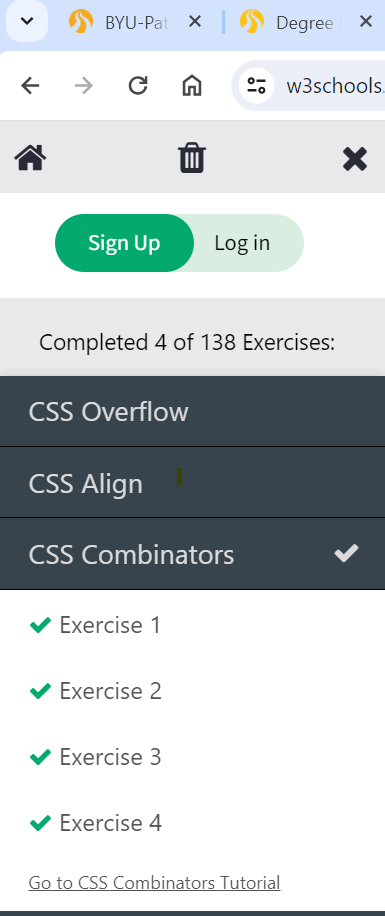 BYU-Pat
Degree
w3schools.
Sign Up Log in
Completed 4 of 138 Exercises:
CSS Overflow
CSS Align
CSS Combinators
Exercise 1
Exercise 2
Exercise 3
Exercise 4
Go to CSS Combinators Tutorial